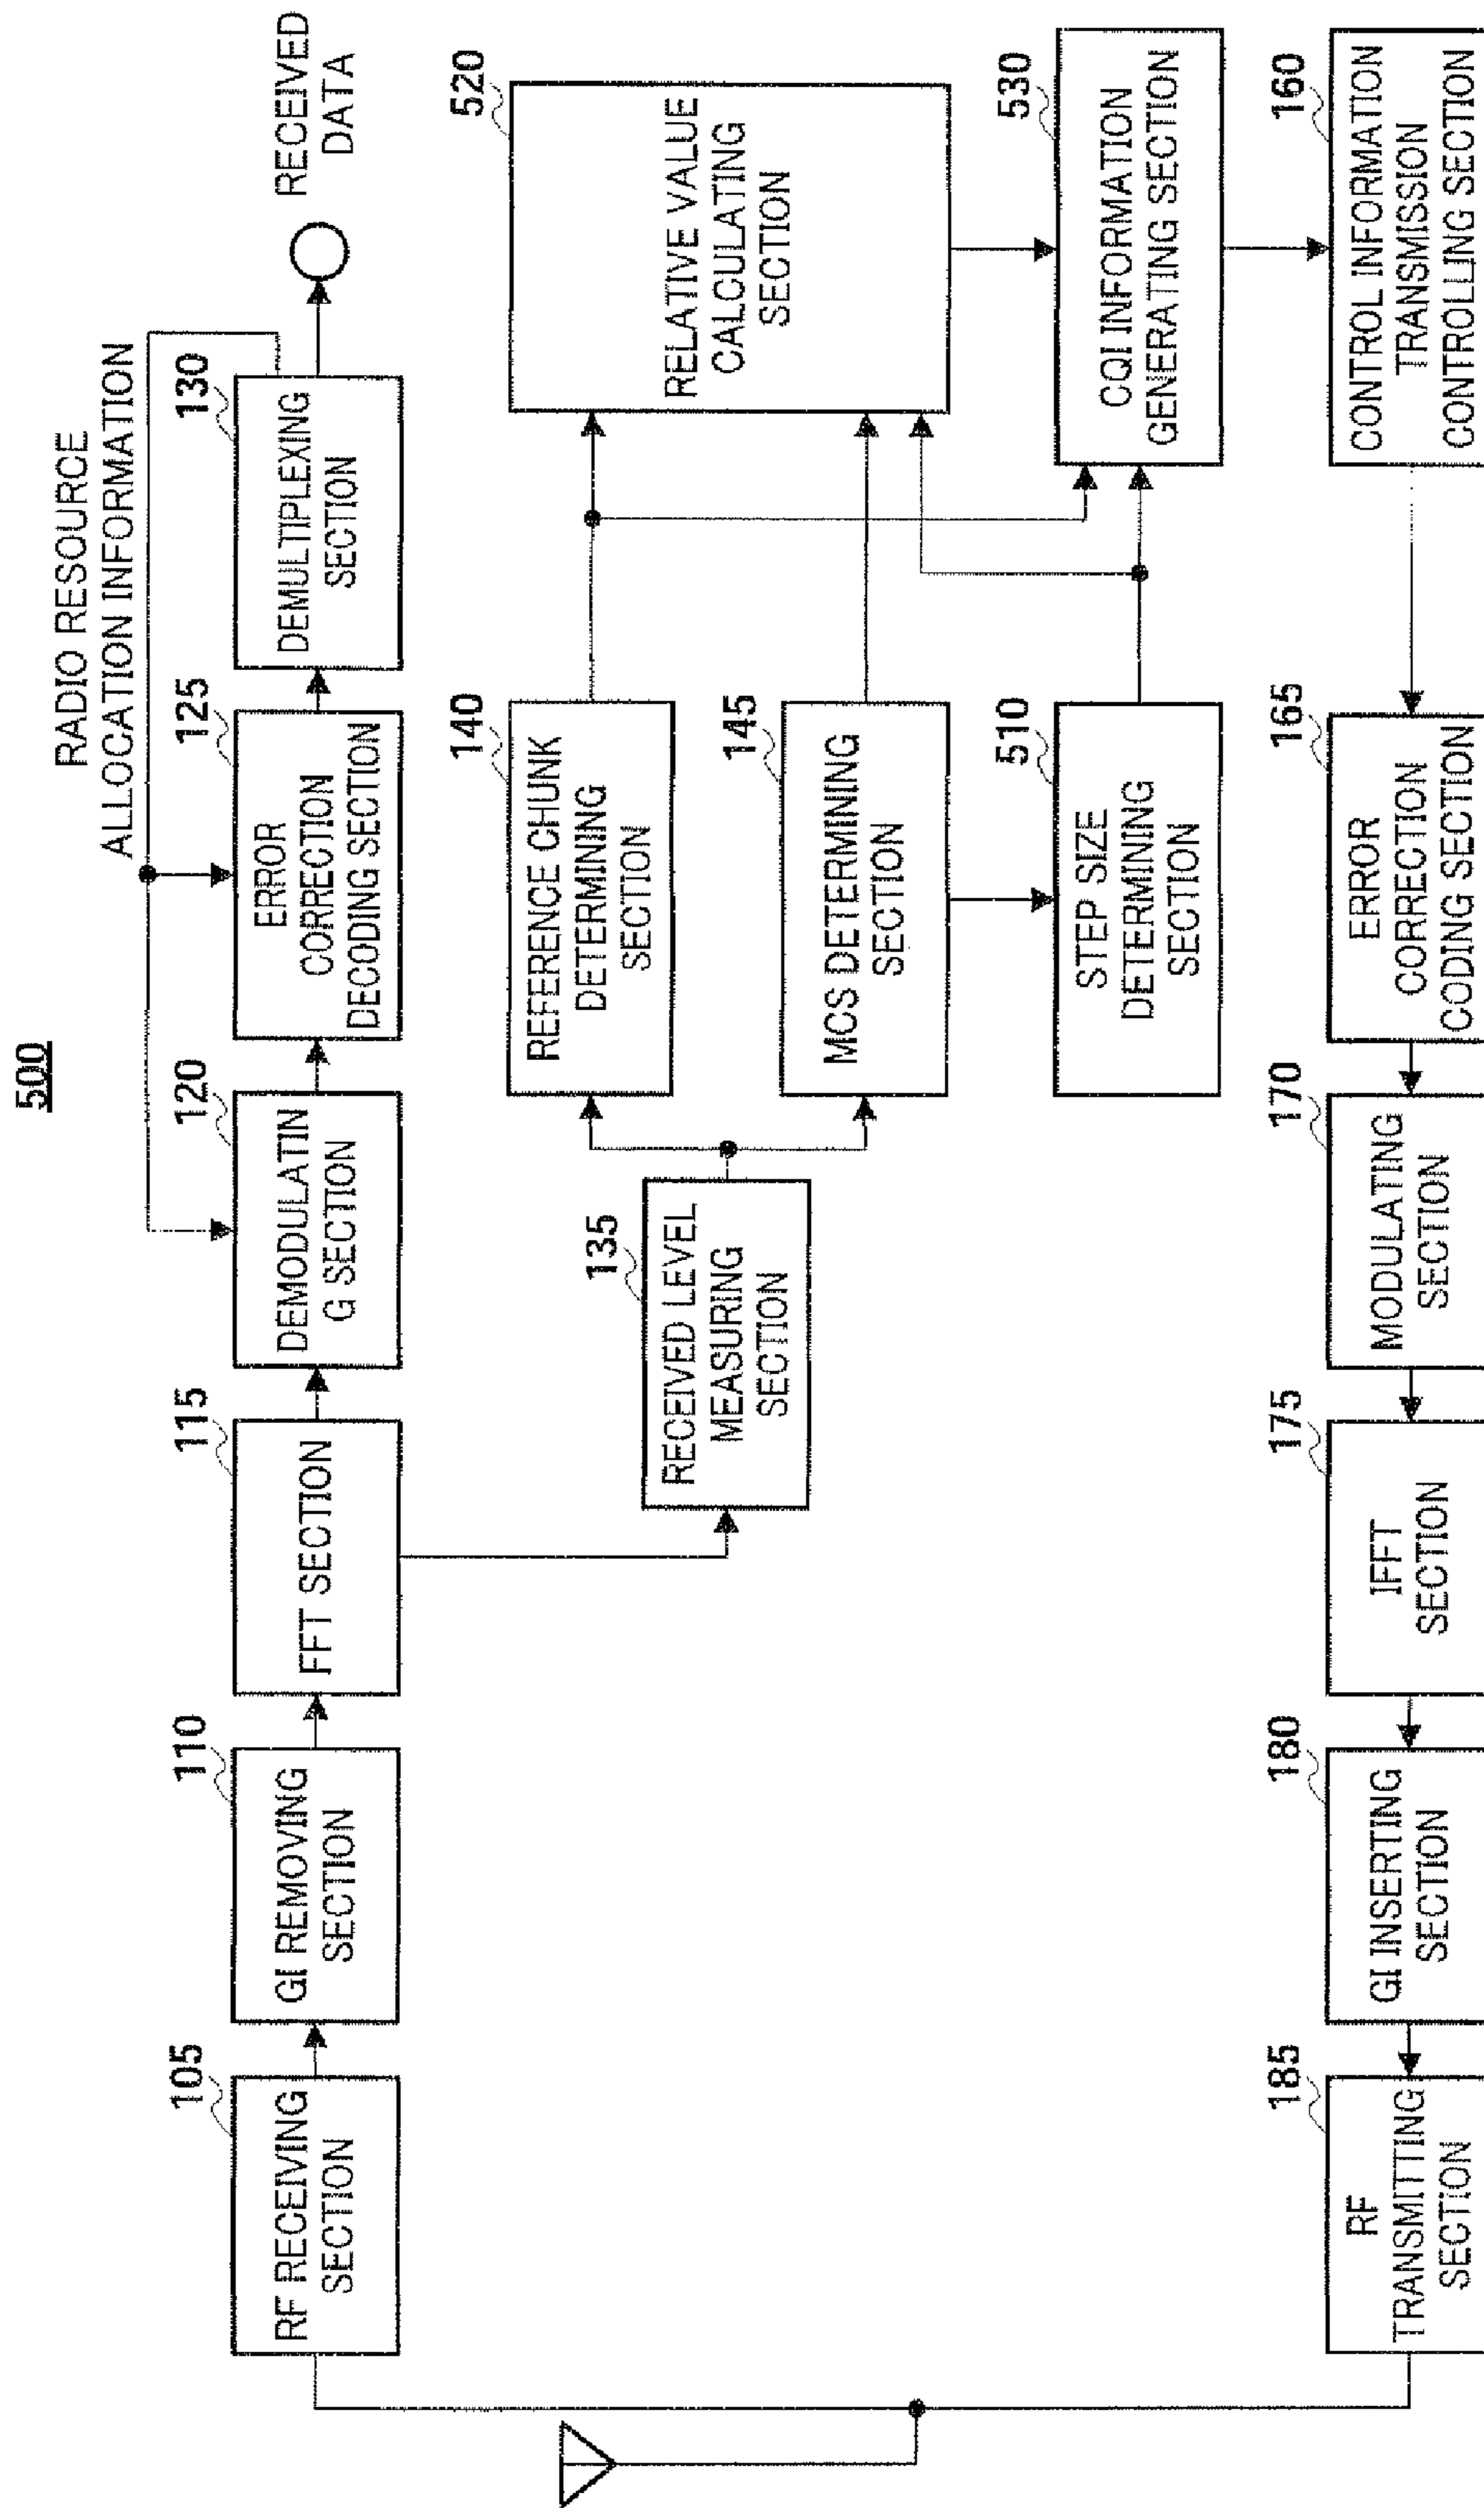 500
RADIO RESOURCE
ALLOCATION INFORMATION
105
RF RECEIVING
SECTION
110
GI REMOVING
SECTION
115
FFT SECTION
120
DEMODULATIN
G SECTION
125
ERROR
CORRECTION
DECODING SECTION
130
DEMULTIPLEXING
SECTION
RECEIVED
DATA
135
RECEIVED LEVEL
MEASURING
SECTION
140
REFERENCE CHUNK
DETERMINING
SECTION
145
MCS DETERMINING
SECTION
510
STEP SIZE
DETERMINING
SECTION
520
RELATIVE VALUE
CALCULATING
SECTION
530
CQI INFORMATION
GENERATING SECTION
185
RF
TRANSMITTING
SECTION
180
GI INSERTING
SECTION
175
IFFT
SECTION
170
MODULATING
SECTION
165
ERROR
CORRECTION
CODING SECTION
160
CONTROL INFORMATION
TRANSMISSION
CONTROLLING SECTION